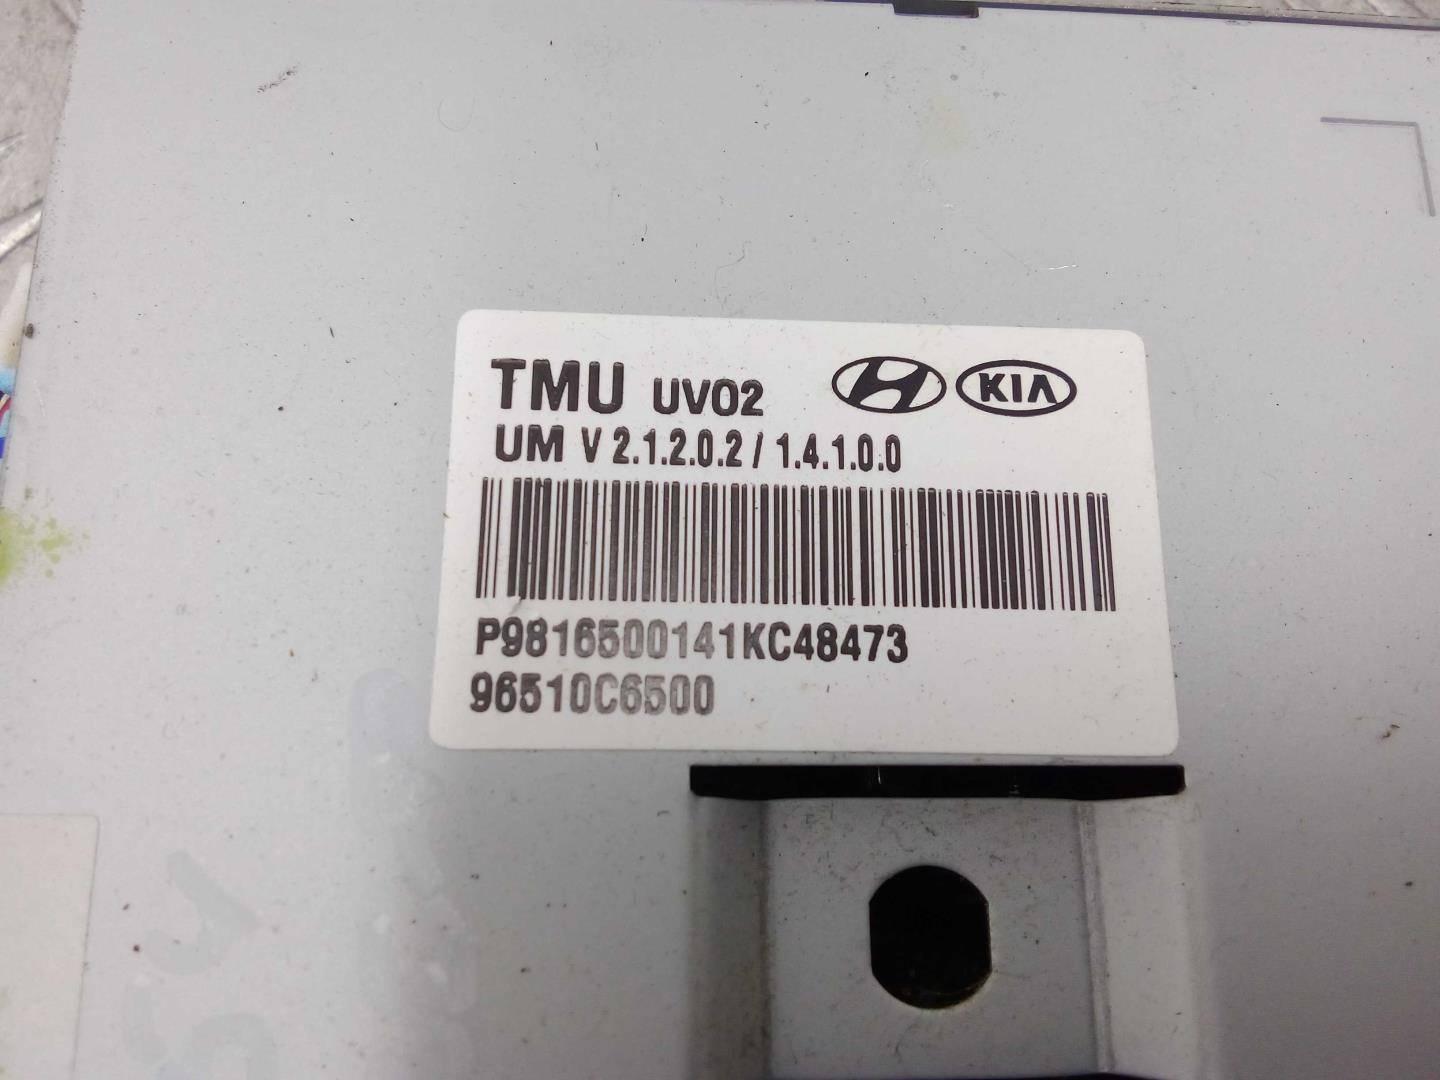 TMU UVO2 H KIA
UM V 2.1.2.0.2 / 1.4.1.0.0
P9816500141KC48473
96510C6500